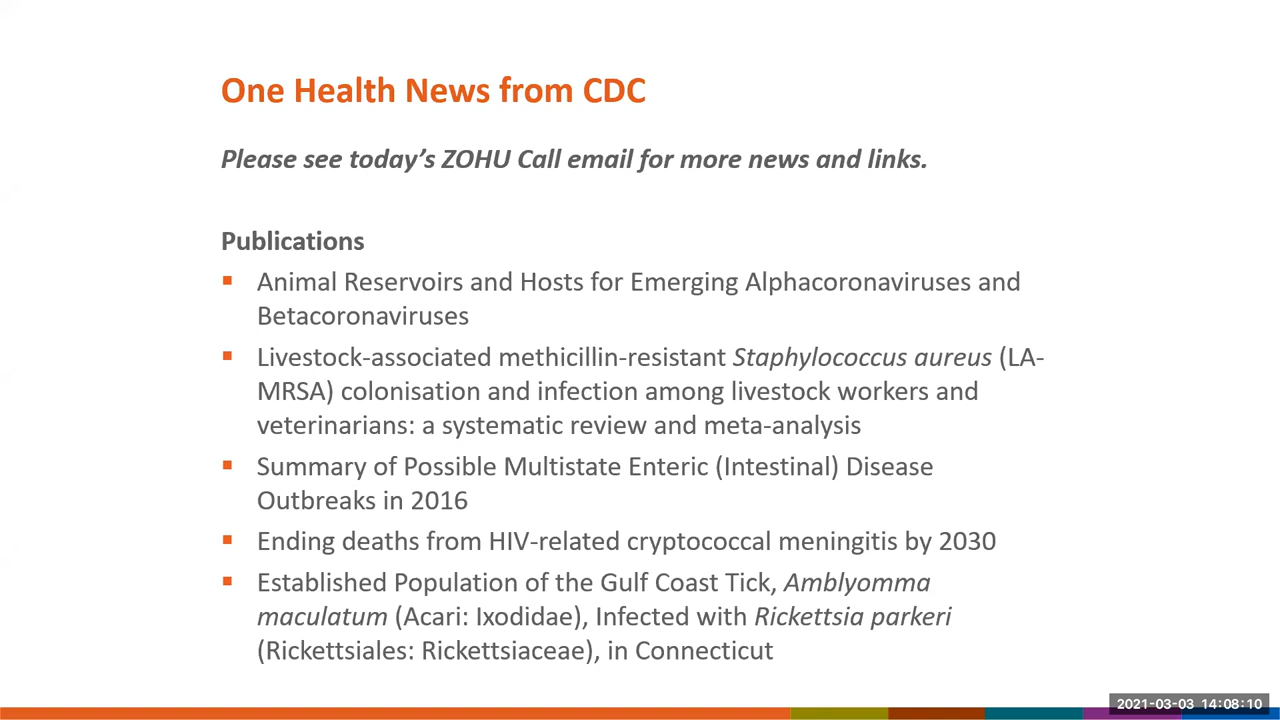 One Health News from CDC
Please see today’s ZOHU Call email for more news and links.
Publications
▪ Animal Reservoirs and Hosts for Emerging Alphacoronaviruses and
Betacoronaviruses
▪ Livestock-associated methicillin-resistant Staphylococcus aureus (LA-
MRSA) colonisation and infection among livestock workers and
veterinarians: a systematic review and meta-analysis
▪ Summary of Possible Multistate Enteric (Intestinal) Disease
Outbreaks in 2016
▪ Ending deaths from HIV-related cryptococcal meningitis by 2030
▪ Established Population of the Gulf Coast Tick, Amblyomma
maculatum (Acari: Ixodidae), Infected with Rickettsia parkeri
(Rickettsiales: Rickettsiaceae), in Connecticut
2021-03-03 14:08:10